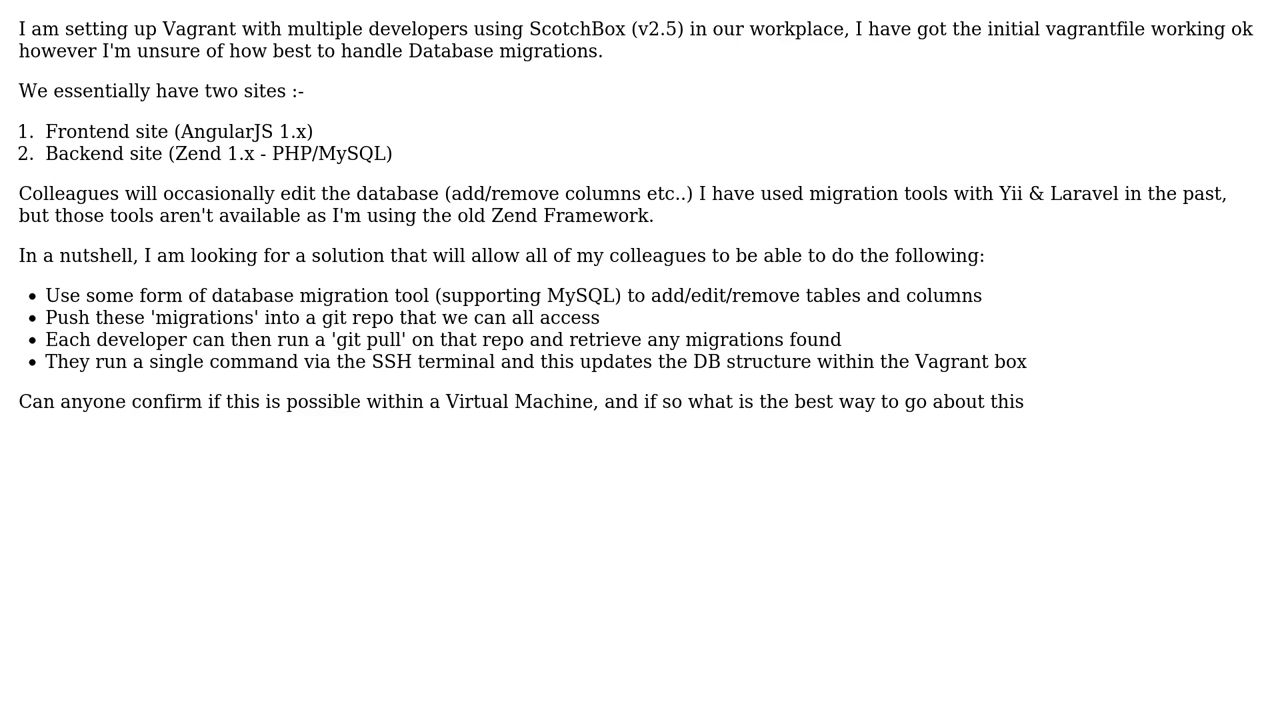 I am setting up Vagrant with multiple developers using ScotchBox (v2.5) in our workplace, I have got the initial vagrantfile working ok
however I'm unsure of how best to handle Database migrations.
We essentially have two sites :-
1. Frontend site (AngularJS 1.x)
2. Backend site (Zend 1.x - PHP/MySQL)
Colleagues will occasionally edit the database (add/remove columns etc..) I have used migration tools with Yii & Laravel in the past,
but those tools aren't available as I'm using the old Zend Framework.
In a nutshell, I am looking for a solution that will allow all of my colleagues to be able to do the following:
• Use some form of database migration tool (supporting MySQL) to add/edit/remove tables and columns
• Push these 'migrations' into a git repo that we can all access
• Each developer can then run a 'git pull' on that repo and retrieve any migrations found
• They run a single command via the SSH terminal and this updates the DB structure within the Vagrant box
Can anyone confirm if this is possible within a Virtual Machine, and if so what is the best way to go about this